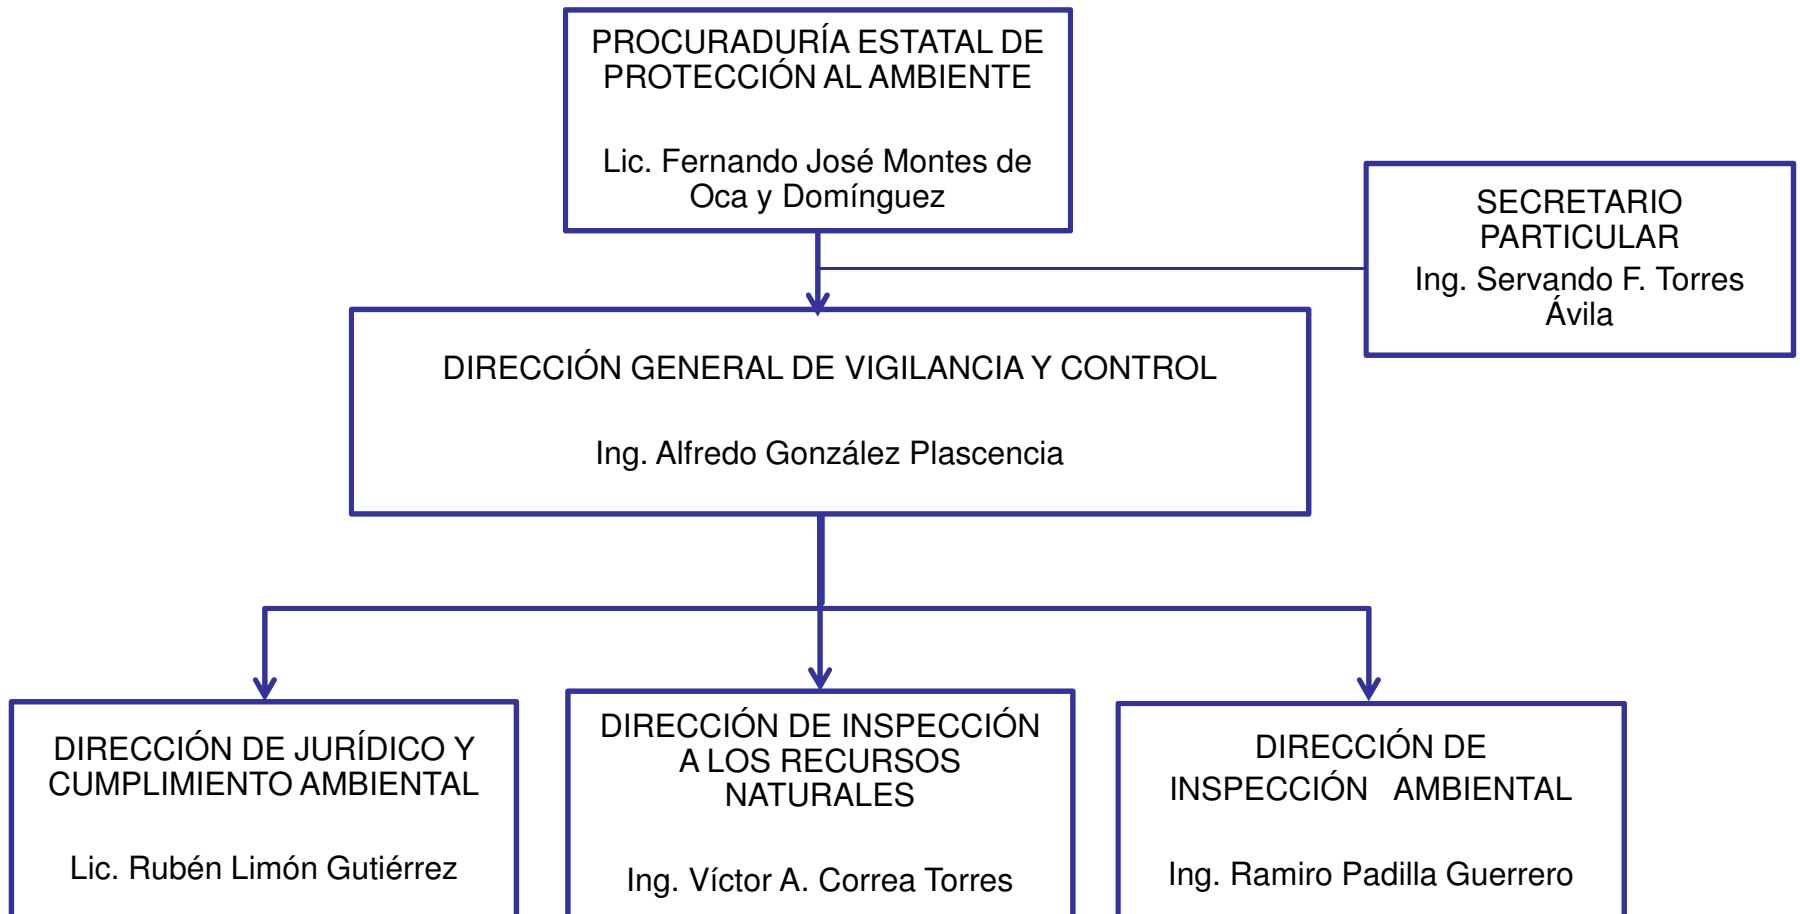 PROCURADURÍA ESTATAL DE
PROTECCIÓN AL AMBIENTE
Lic. Fernando José Montes de
Oca y Domínguez
SECRETARIO
PARTICULAR
Ing. Servando F. Torres
Ávila
DIRECCIÓN GENERAL DE VIGILANCIA Y CONTROL
Ing. Alfredo González Plascencia
DIRECCIÓN DE JURÍDICO Y
CUMPLIMIENTO AMBIENTAL
Lic. Rubén Limón Gutiérrez
DIRECCIÓN DE INSPECCIÓN
A LOS RECURSOS
NATURALES
Ing. Víctor A. Correa Torres
DIRECCIÓN DE
INSPECCIÓN AMBIENTAL
Ing. Ramiro Padilla Guerrero